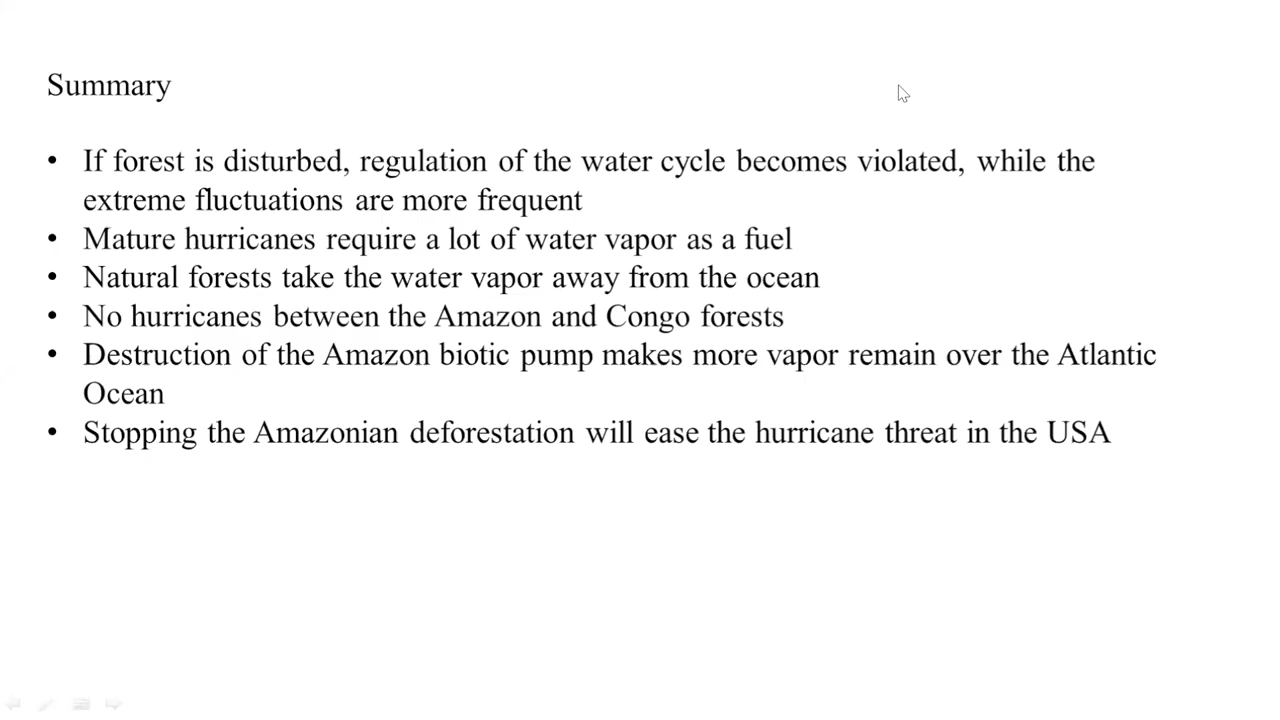 Summary
• If forest is disturbed, regulation of the water cycle becomes violated, while the
extreme fluctuations are more frequent
• Mature hurricanes require a lot of water vapor as a fuel
• Natural forests take the water vapor away from the ocean
• No hurricanes between the Amazon and Congo forests
• Destruction of the Amazon biotic pump makes more vapor remain over the Atlantic
Ocean
• Stopping the Amazonian deforestation will ease the hurricane threat in the USA